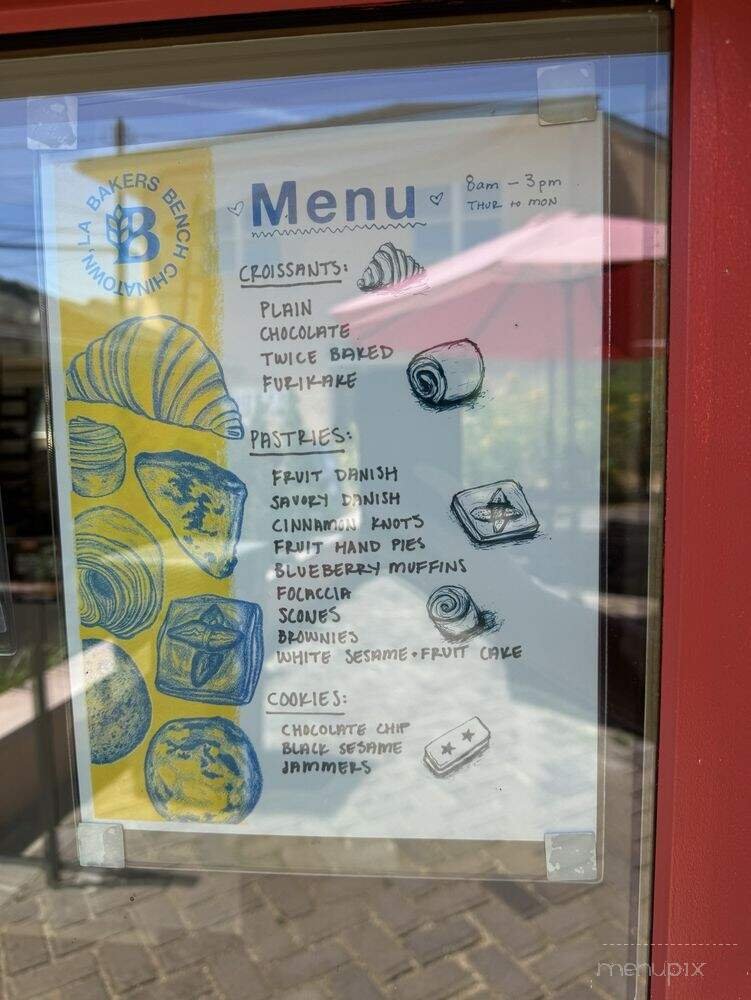 BAKERS BENCH CHINATOWN, LA
B
Menu
8am - 3pm
THUR to MON
CROISSANTS:
PLAIN
CHOCOLATE
TWICE BAKED
FURIKAKE
PASTRIES:
FRUIT DANISH
SAVORY DANISH
CINNAMON KNOTS
FRUIT HAND PIES
BLUEBERRY MUFFINS
FOCACCIA
SCONES
BROWNIES
WHITE SESAME + FRUIT CAKE
COOKIES:
CHOCOLATE CHIP
BLACK SESAME
JAMMERS
menupix